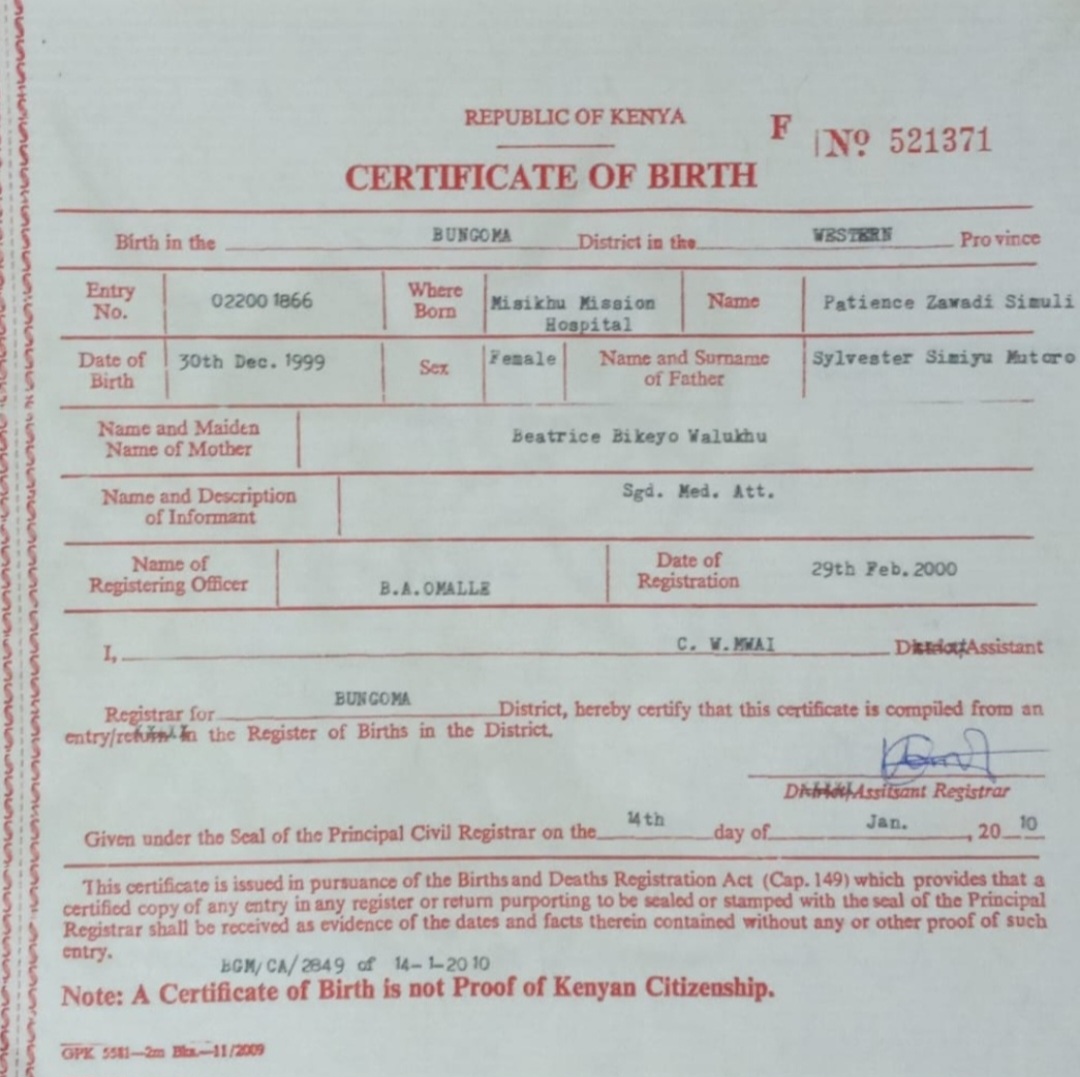 REPUBLIC OF KENYA
F No 521371
CERTIFICATE OF BIRTH
Birth in the BUNGOMA District in the WESTERN Province
Entry No. 02200 1866 Where Born Misikhu Mission Hospital Name Patience Zawadi Simuli
Date of Birth 30th Dec. 1999 Sex Female Name and Surname of Father Sylvester Simiyu Mutoro
Name and Maiden Name of Mother Beatrice Bikeyo Walukhu
Name and Description of Informant Sgd. Med. Att.
Name of Registering Officer B.A.OMALLE Date of Registration 29th Feb. 2000
I, C. W.MWAI District/Assistant
Registrar for BUNGOMA District, hereby certify that this certificate is compiled from an
entry/return in the Register of Births in the District.
District/Assitsant Registrar
Given under the Seal of the Principal Civil Registrar on the 14th day of Jan. , 20 10
This certificate is issued in pursuance of the Births and Deaths Registration Act (Cap. 149) which provides that a
certified copy of any entry in any register or return purporting to be sealed or stamped with the seal of the Principal
Registrar shall be received as evidence of the dates and facts therein contained without any or other proof of such
entry.
BGM/CA/2849 of 14-1-2010
Note: A Certificate of Birth is not Proof of Kenyan Citizenship.
GPK 5581—2m Bks.—11/2009